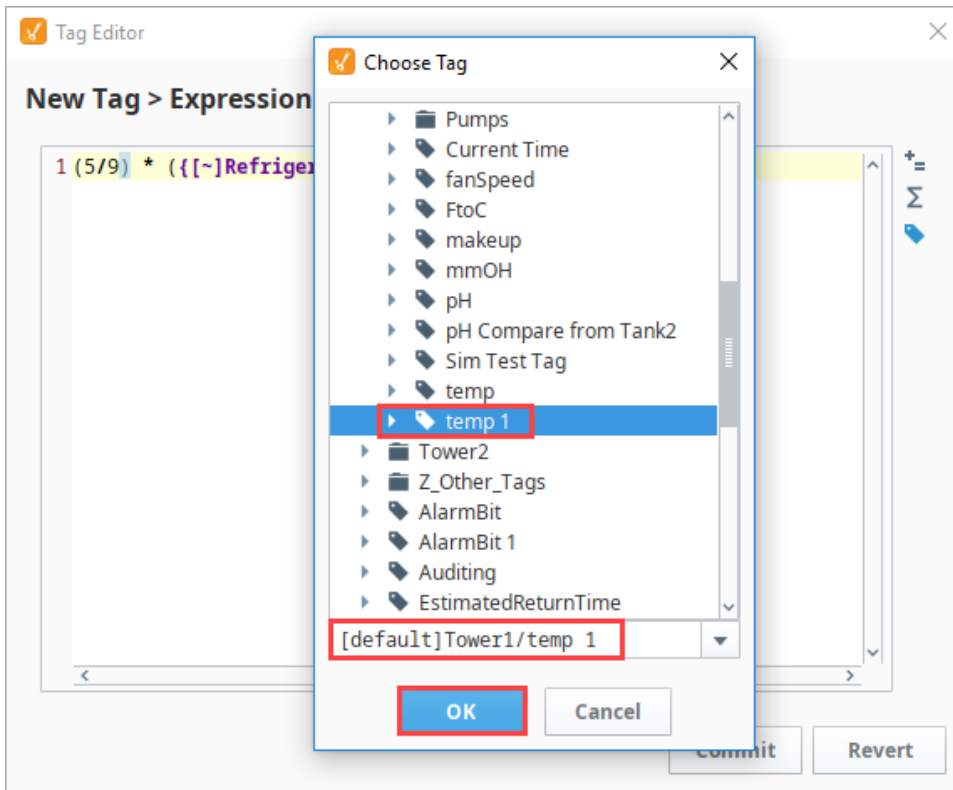 Tag Editor
New Tag > Expression
1 (5/9) * ({[~]Refriger
Choose Tag
Pumps
Current Time
fanSpeed
FtoC
makeup
mmOH
pH
pH Compare from Tank2
Sim Test Tag
temp
temp 1
Tower2
Z_Other_Tags
AlarmBit
AlarmBit 1
Auditing
EstimatedReturnTime
[default]Tower1/temp 1
OK Cancel
Commit Revert